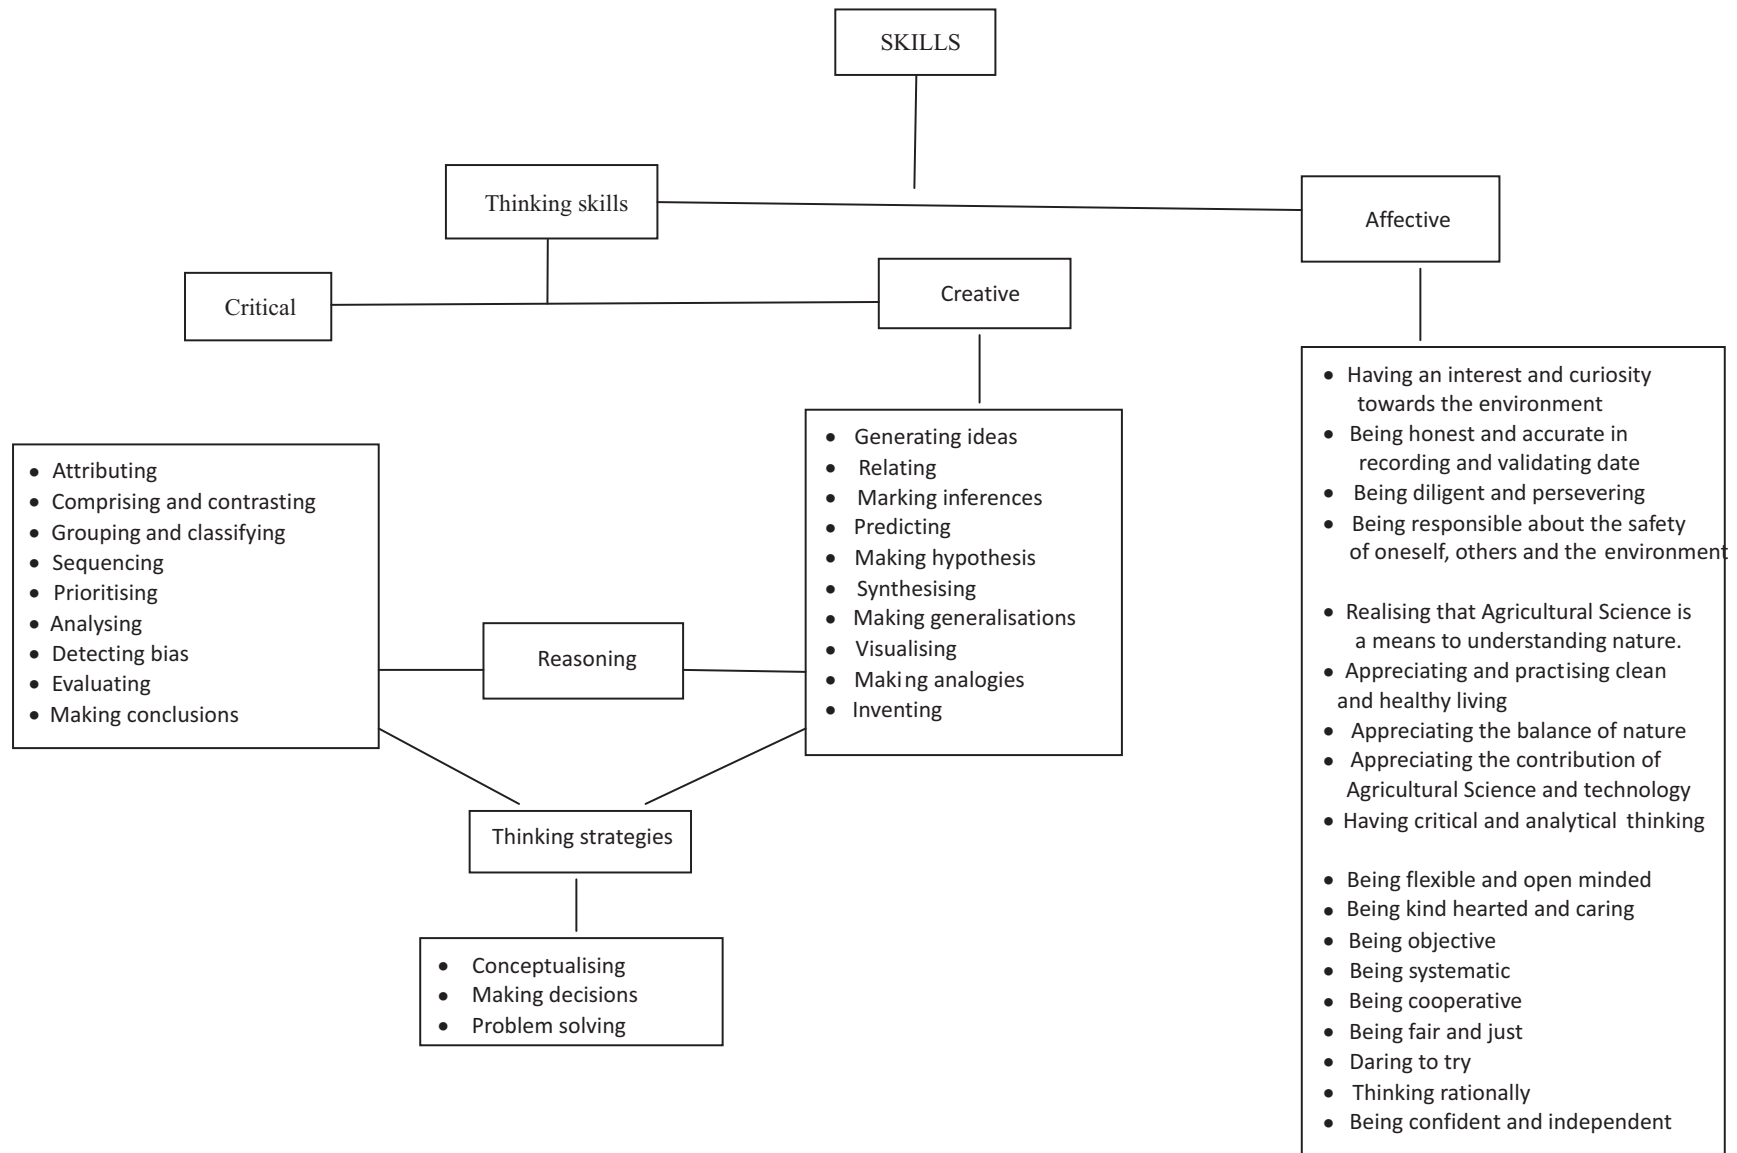 SKILLS
Thinking skills
Affective
Critical
Creative
• Attributing
• Comprising and contrasting
• Grouping and classifying
• Sequencing
• Prioritising
• Analysing
• Detecting bias
• Evaluating
• Making conclusions
Reasoning
• Generating ideas
• Relating
• Marking inferences
• Predicting
• Making hypothesis
• Synthesising
• Making generalisations
• Visualising
• Making analogies
• Inventing
Thinking strategies
• Conceptualising
• Making decisions
• Problem solving
• Having an interest and curiosity
towards the environment
• Being honest and accurate in
recording and validating date
• Being diligent and persevering
• Being responsible about the safety
of oneself, others and the environment
• Realising that Agricultural Science is
a means to understanding nature.
• Appreciating and practising clean
and healthy living
• Appreciating the balance of nature
• Appreciating the contribution of
Agricultural Science and technology
• Having critical and analytical thinking
• Being flexible and open minded
• Being kind hearted and caring
• Being objective
• Being systematic
• Being cooperative
• Being fair and just
• Daring to try
• Thinking rationally
• Being confident and independent